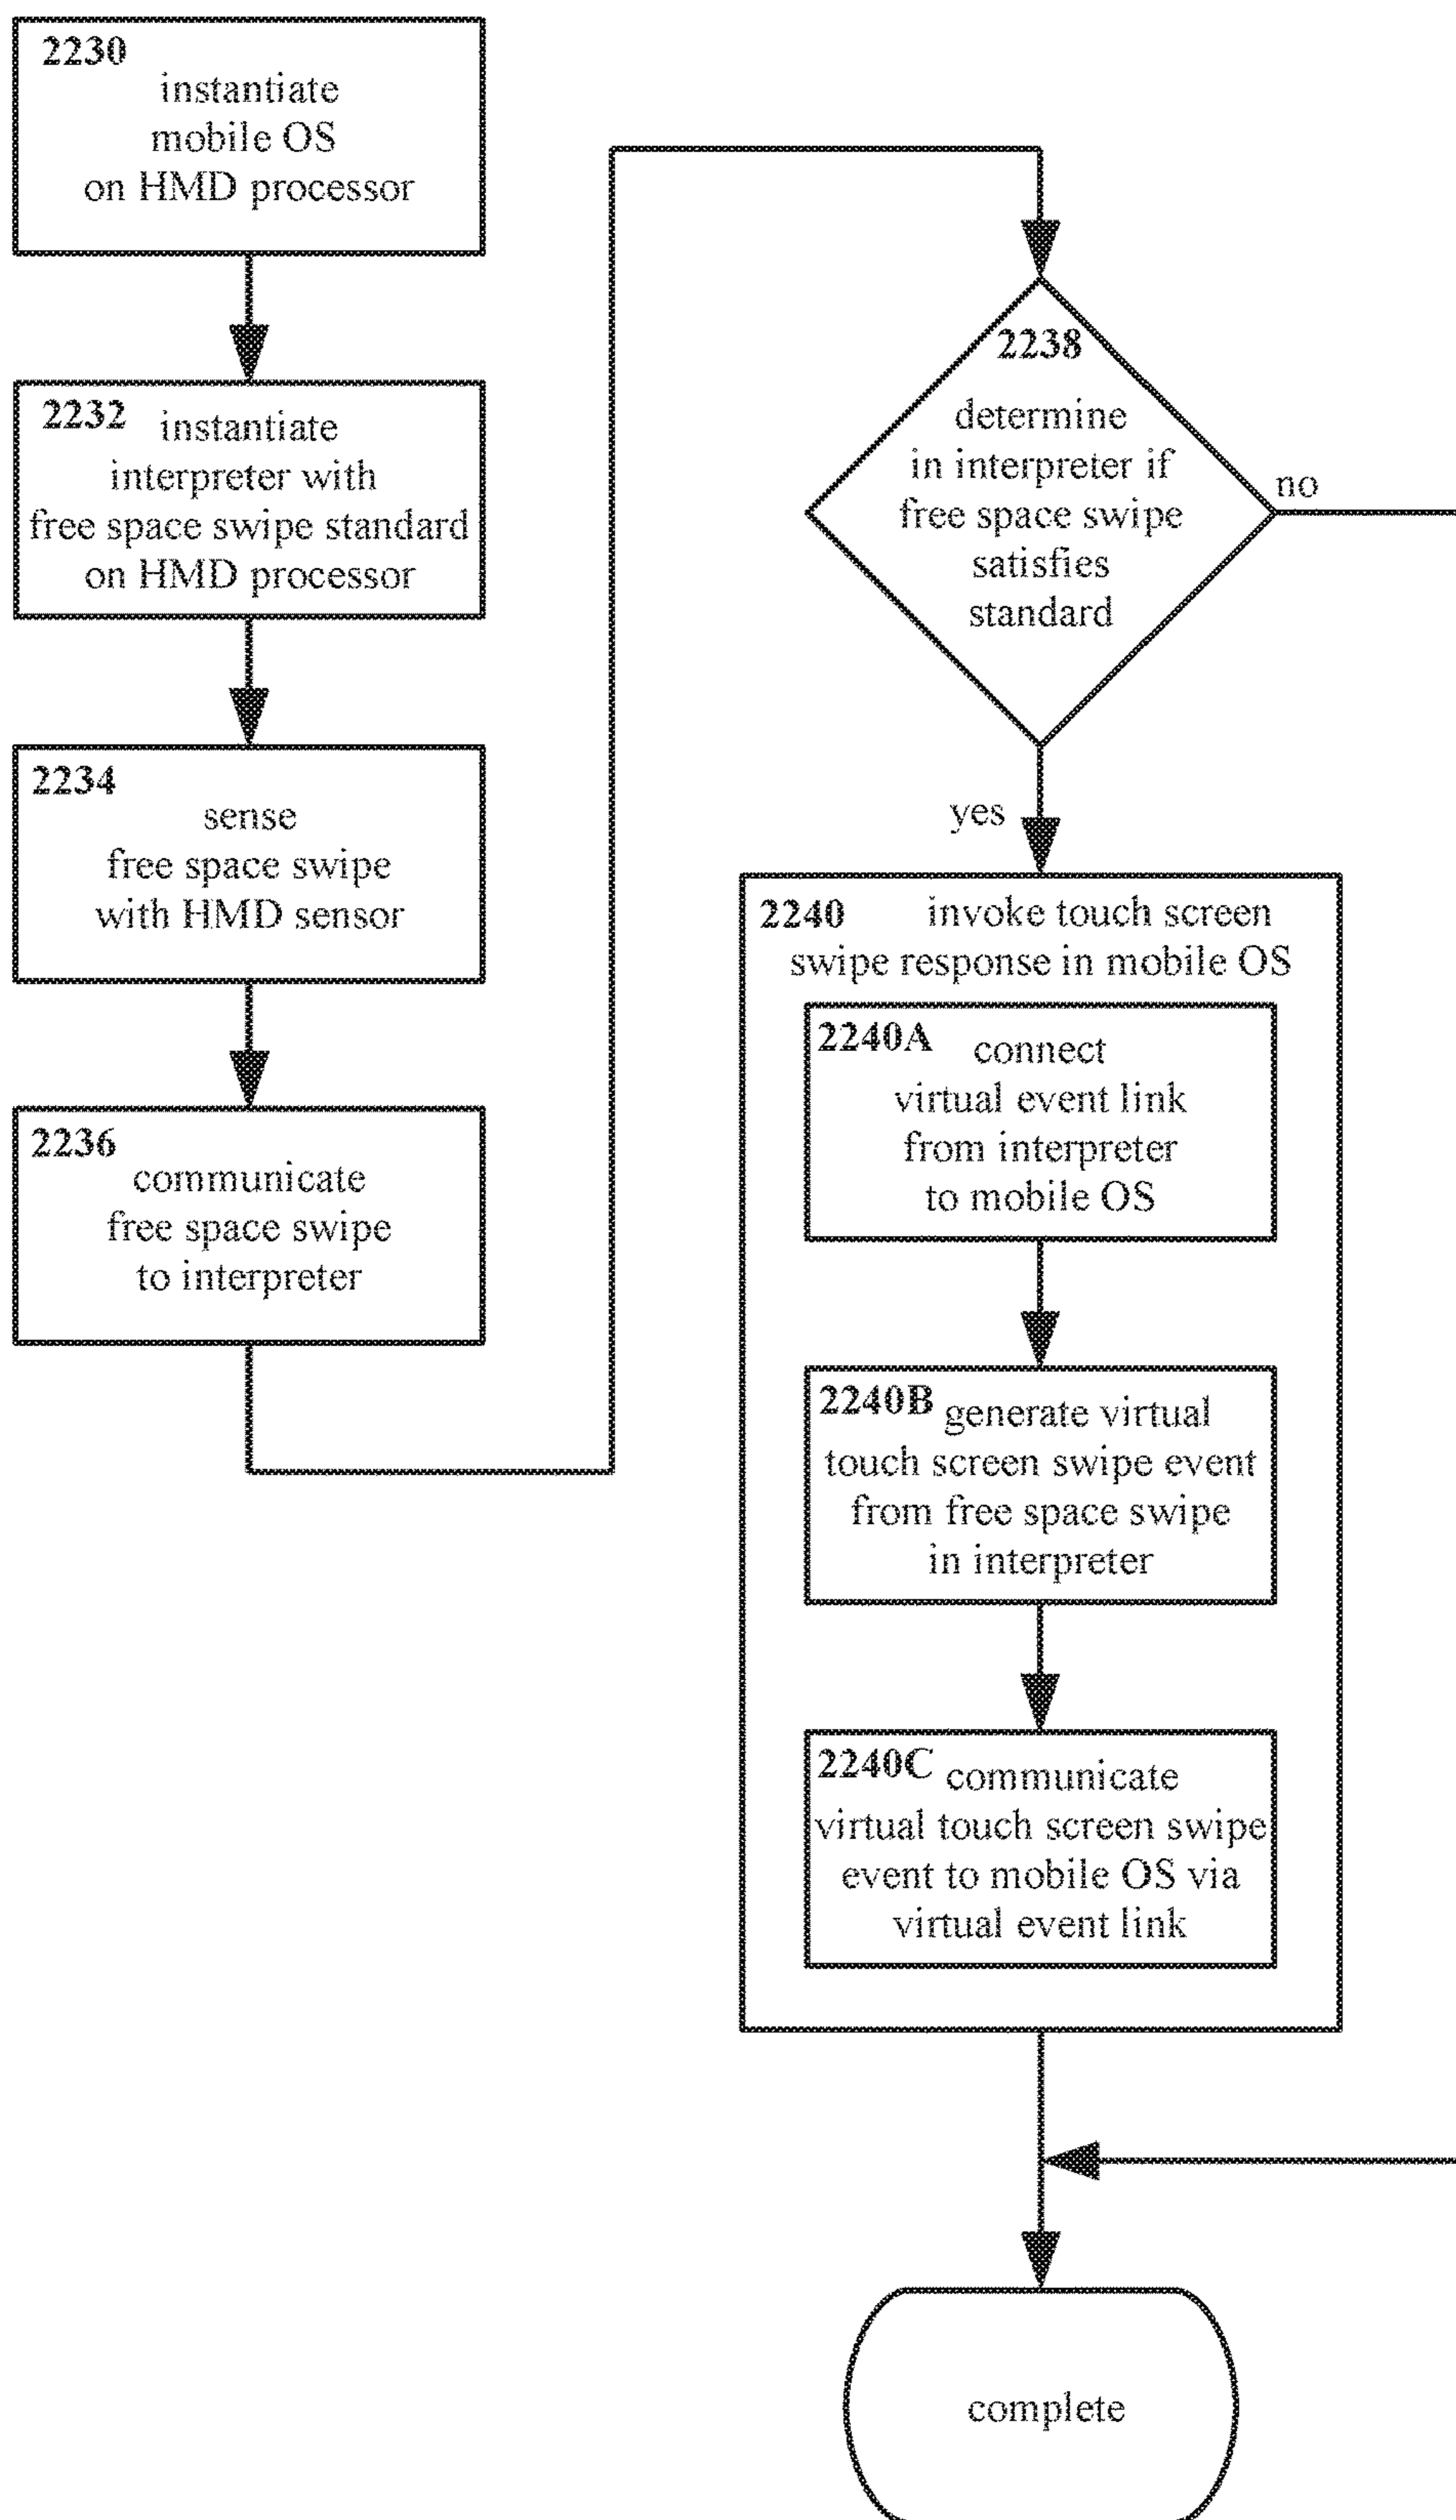 2230
instantiate
mobile OS
on HMD processor
2232 instantiate
interpreter with
free space swipe standard
on HMD processor
2234
sense
free space swipe
with HMD sensor
2236
communicate
free space swipe
to interpreter
2238
determine
in interpreter if
free space swipe
satisfies
standard
no
yes
2240 invoke touch screen
swipe response in mobile OS
2240A connect
virtual event link
from interpreter
to mobile OS
2240B generate virtual
touch screen swipe event
from free space swipe
in interpreter
2240C communicate
virtual touch screen swipe
event to mobile OS via
virtual event link
complete